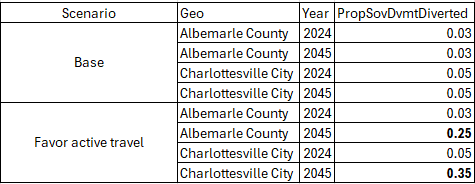 Scenario Geo Year PropSovDvmtDiverted
Albemarle County 2024 0.03
Albemarle County 2045 0.03
Base
Charlottesville City 2024 0.05
Charlottesville City 2045 0.05
Albemarle County 2024 0.03
Albemarle County 2045 0.25
Favor active travel
Charlottesville City 2024 0.05
Charlottesville City 2045 0.35